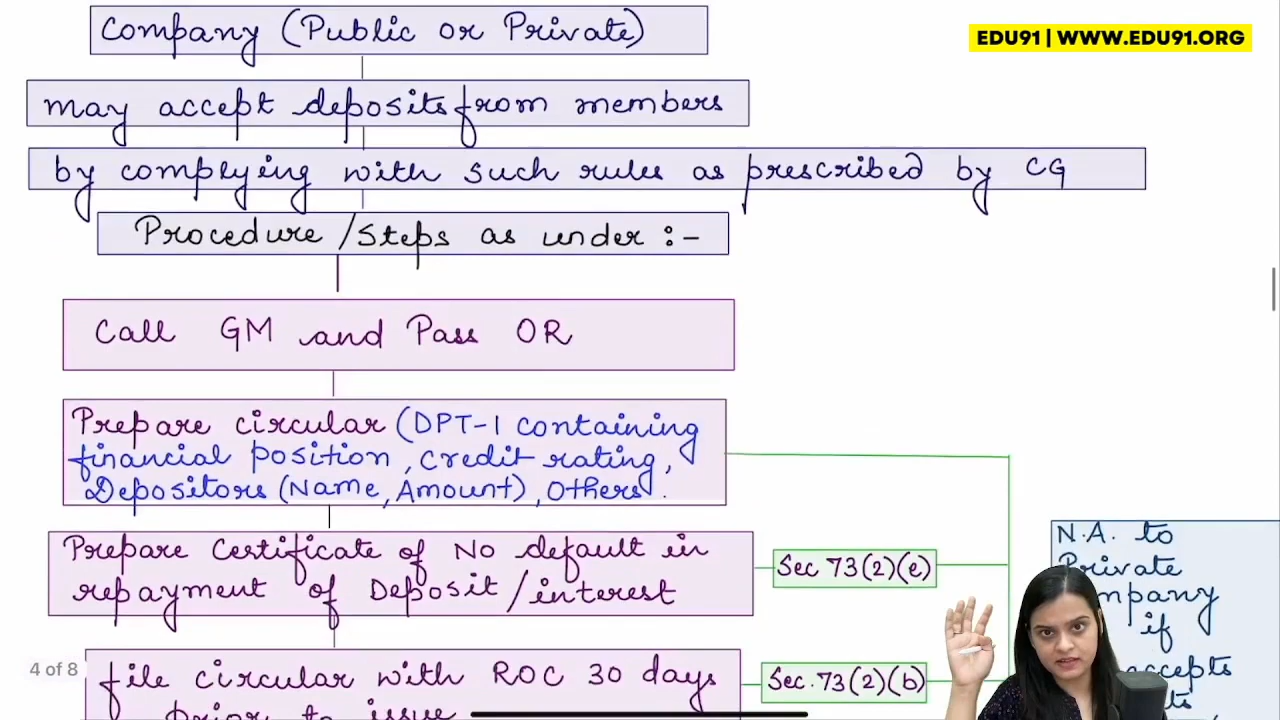 Company (Public or Private)
EDU91 | WWW.EDU91.ORG
may accept deposits from members
by complying with such rules as prescribed by CG
Procedure/Steps as under :-
Call GM and Pass OR
Prepare circular (DPT-1 containing
financial position, credit rating,
Depositors (Name, Amount), Others.
Prepare Certificate of No default in
repayment of Deposit/interest
Sec 73(2)(e)
N.A. to
Private
if
accepts
4 of 8
file circular with ROC 30 days
prior to issue
Sec. 73(2)(b)